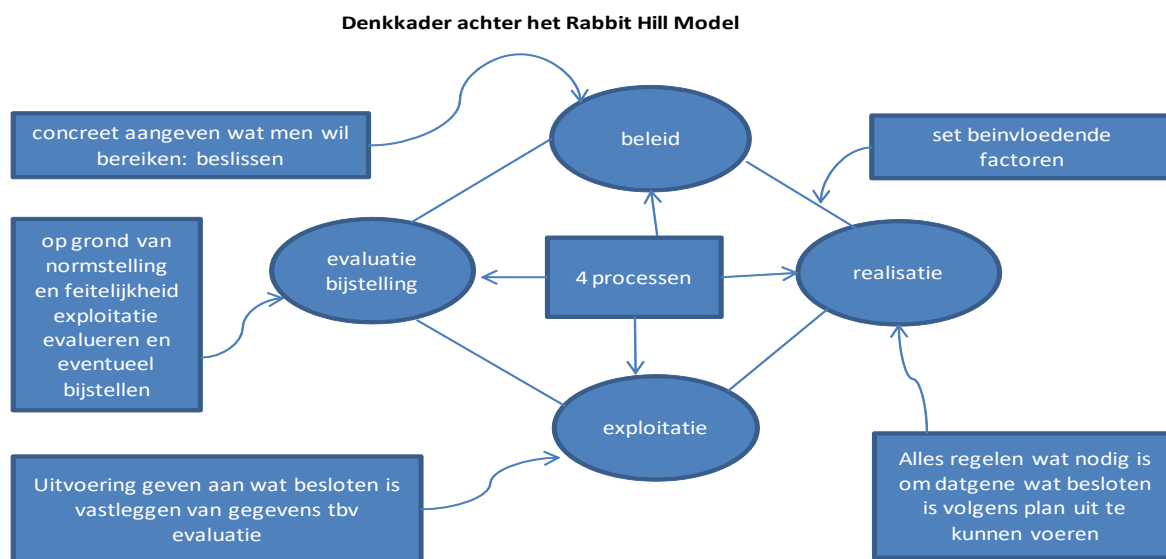 Denkkader achter het Rabbit Hill Model
concreet aangeven wat men wil
bereiken: beslissen
beleid
set beinvloedende
factoren
op grond van
normstelling
en feitelijkheid
exploitatie
evalueren en
eventueel
bijstellen
evaluatie
bijstelling
4 processen
realisatie
exploitatie
Uitvoering geven aan wat besloten is
vastleggen van gegevens tbv
evaluatie
Alles regelen wat nodig is
om datgene wat besloten
is volgens plan uit te
kunnen voeren